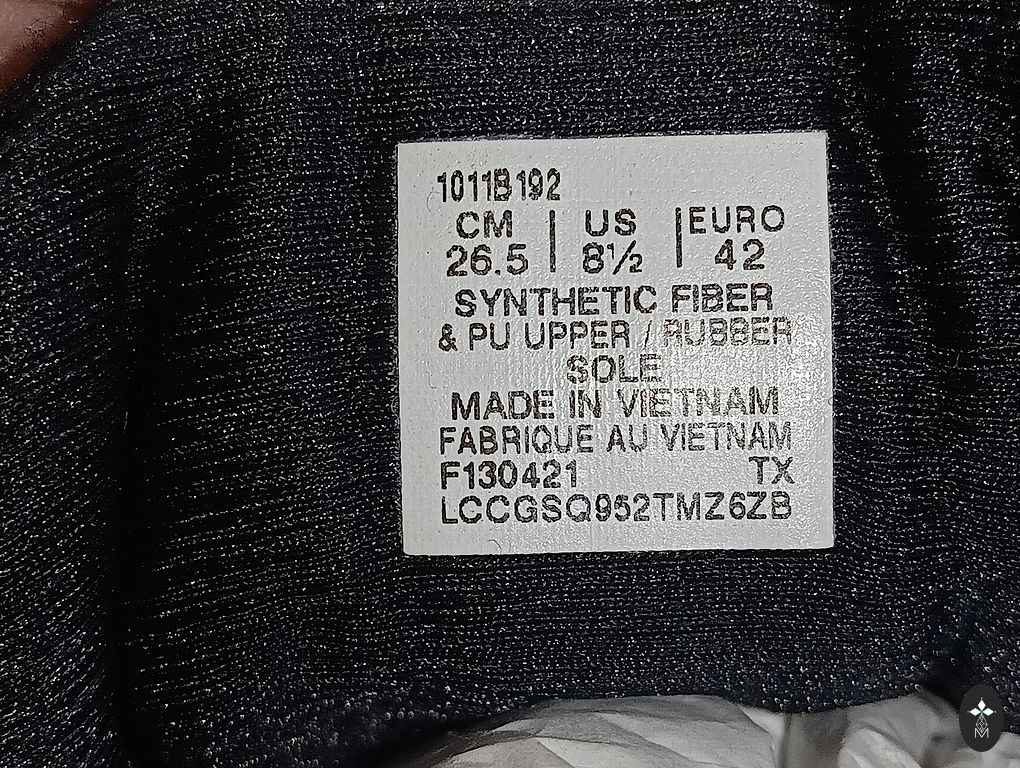 1011B192
CM | US | EURO
26.5 | 8½ | 42
SYNTHETIC FIBER
& PU UPPER / RUBBER
SOLE
MADE IN VIETNAM
FABRIQUE AU VIETNAM
F130421 TX
LCCGSQ952TMZ6ZB
M